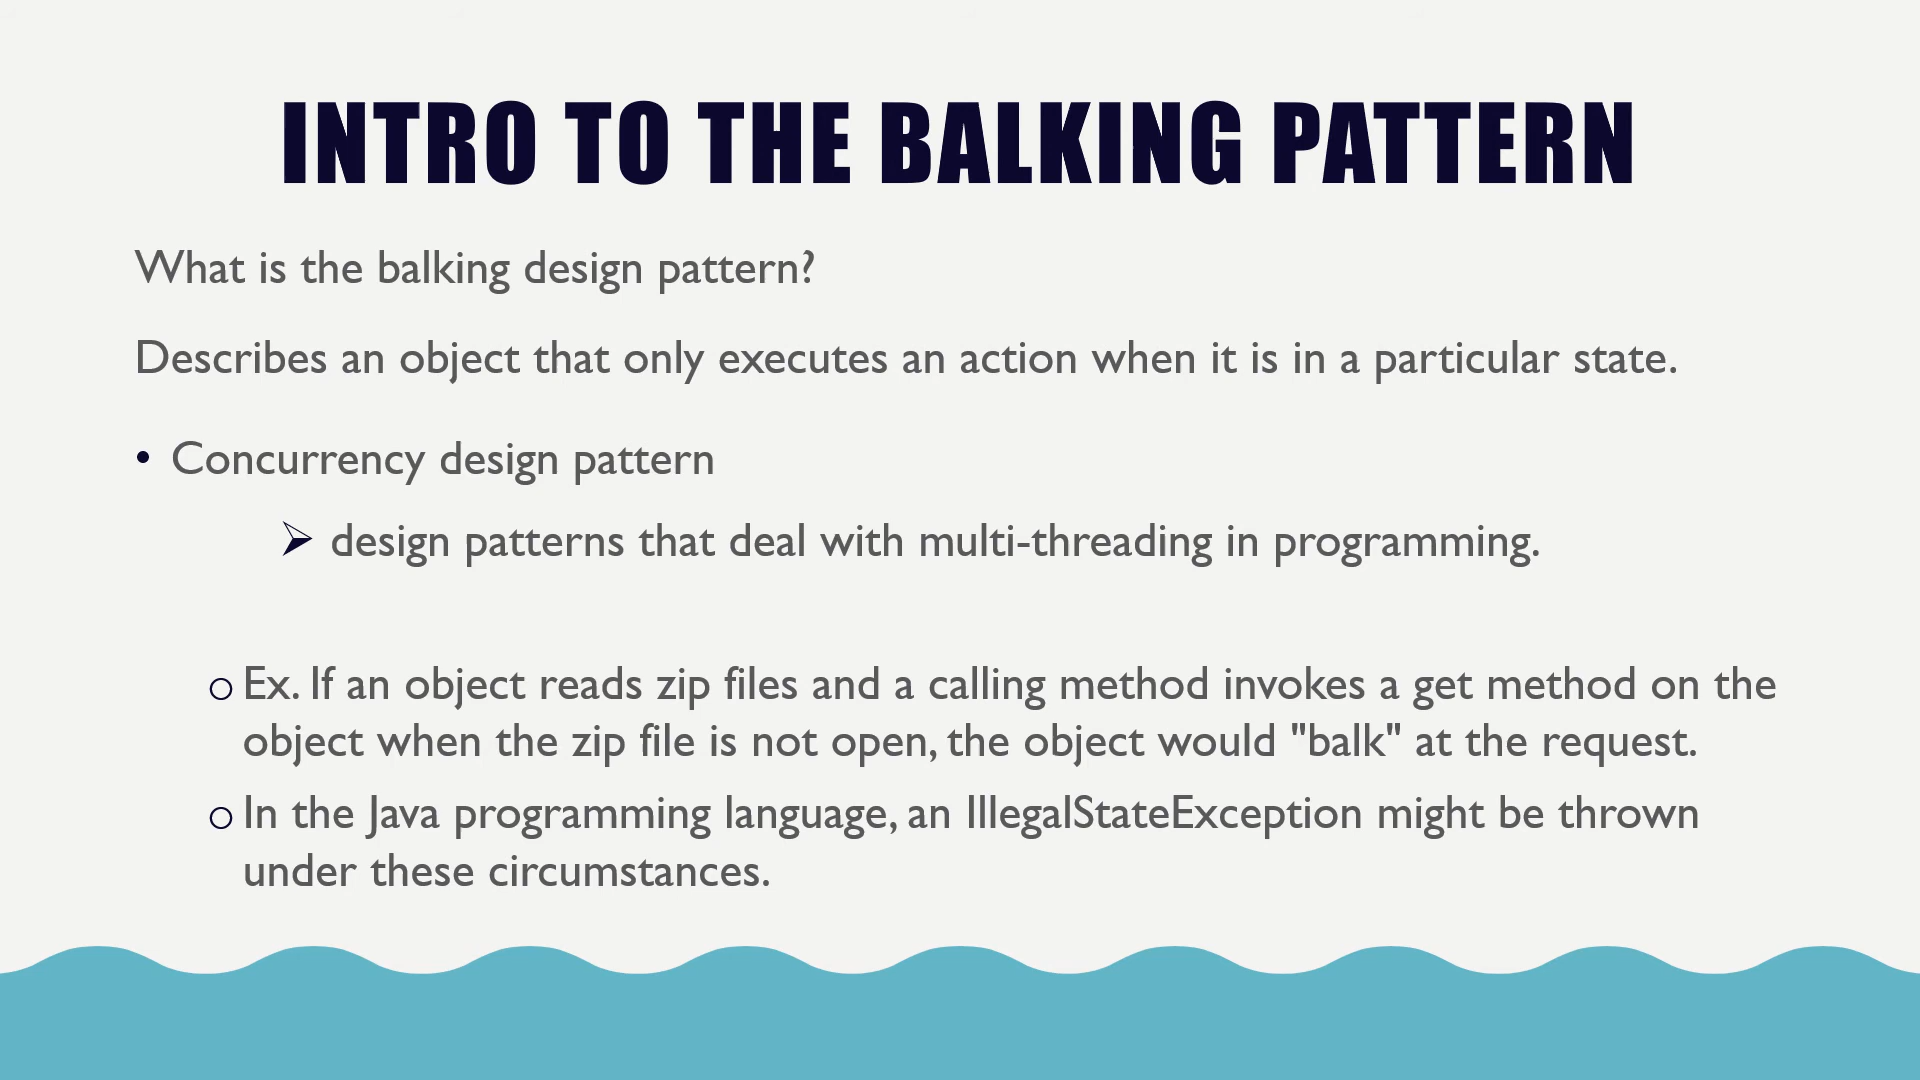 INTRO TO THE BALKING PATTERN
What is the balking design pattern?
Describes an object that only executes an action when it is in a particular state.
• Concurrency design pattern
➢ design patterns that deal with multi-threading in programming.
o Ex. If an object reads zip files and a calling method invokes a get method on the
object when the zip file is not open, the object would "balk" at the request.
o In the Java programming language, an IllegalStateException might be thrown
under these circumstances.